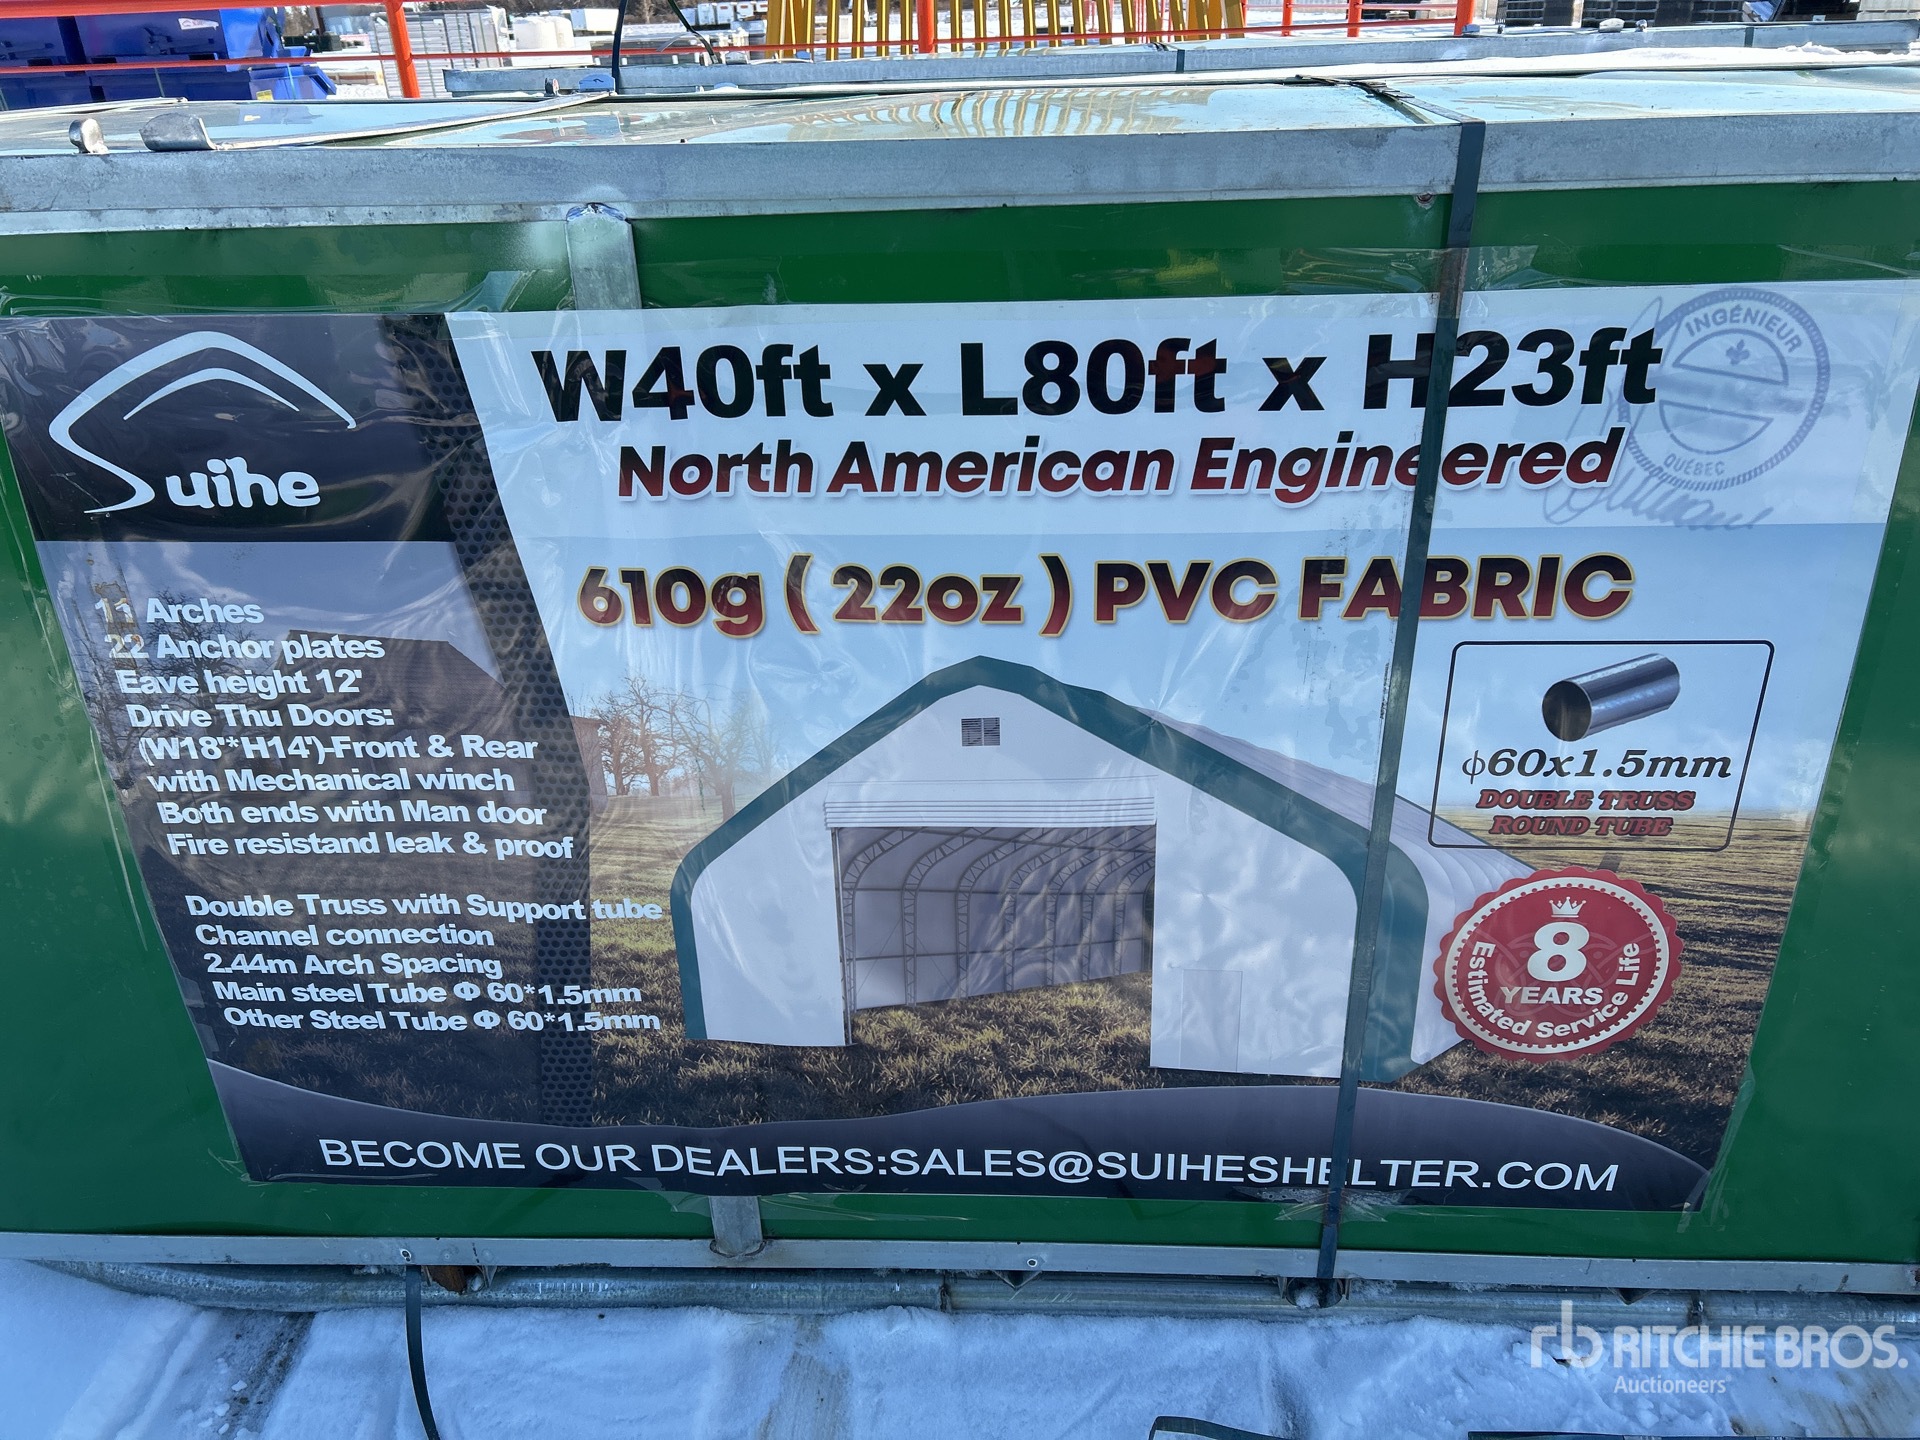 Suihe
W40ft x L80ft x H23ft
North American Engineered
INGÉNIEUR
QUÉBEC
610g ( 22oz ) PVC FABRIC
11 Arches
22 Anchor plates
Eave height 12'
Drive Thu Doors:
(W18'*H14')-Front & Rear
with Mechanical winch
Both ends with Man door
Fire resistand leak & proof
Double Truss with Support tube
Channel connection
2.44m Arch Spacing
Main steel Tube Φ 60*1.5mm
Other Steel Tube Φ 60*1.5mm
ϕ60x1.5mm
DOUBLE TRUSS
ROUND TUBE
8
YEARS
Estimated Service Life
BECOME OUR DEALERS:SALES@SUIHESHELTER.COM
rb RITCHIE BROS.
Auctioneers